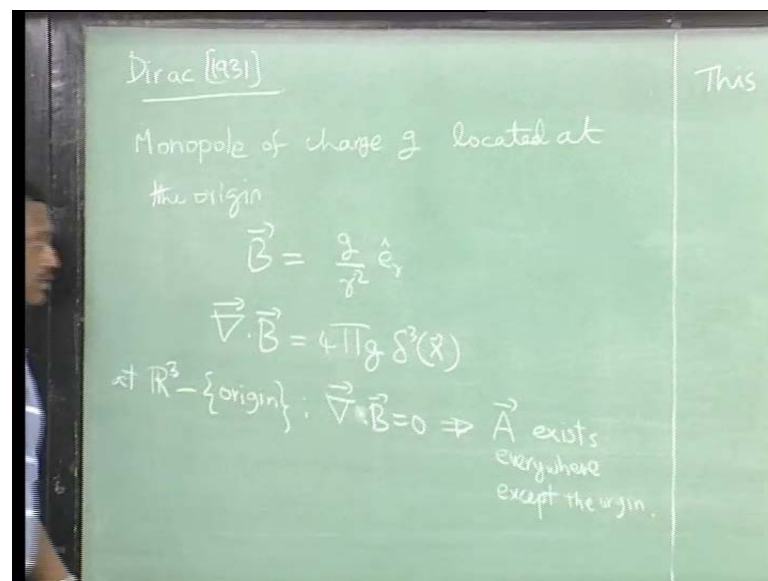 Dirac [1931]
Monopole of charge g located at
the origin
B⃗ = g/r² ê_r
∇⃗·B⃗ = 4πg δ³(x⃗)
at ℝ³ − {origin} : ∇⃗·B⃗ = 0 ⇒ A⃗ exists
everywhere
except the origin.
This